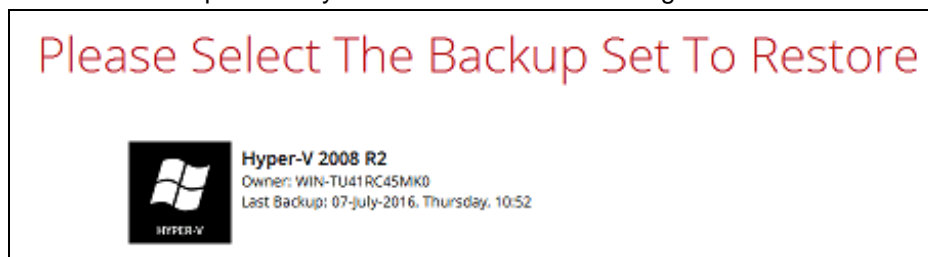 Please Select The Backup Set To Restore
Hyper-V 2008 R2
Owner: WIN-TU41RC45MK0
Last Backup: 07-July-2016, Thursday, 10:52
HYPER-V